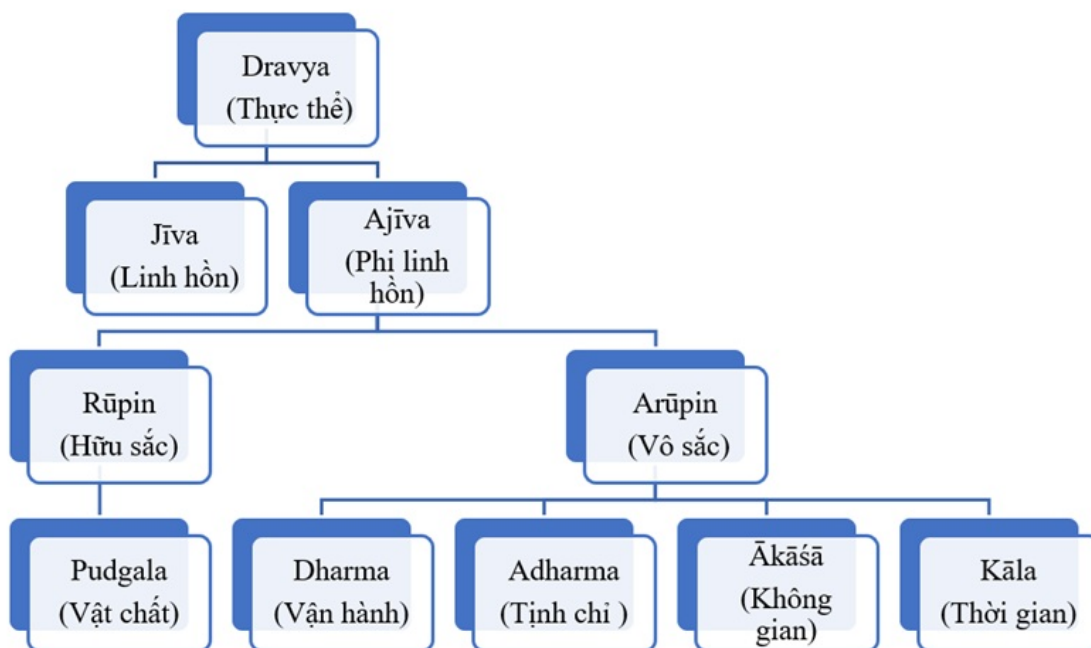 Dravya
(Thực thể)
Jīva
(Linh hồn)
Ajīva
(Phi linh
hồn)
Rūpin
(Hữu sắc)
Arūpin
(Vô sắc)
Pudgala
(Vật chất)
Dharma
(Vận hành)
Adharma
(Tịnh chỉ )
Ākāśā
(Không
gian)
Kāla
(Thời gian)